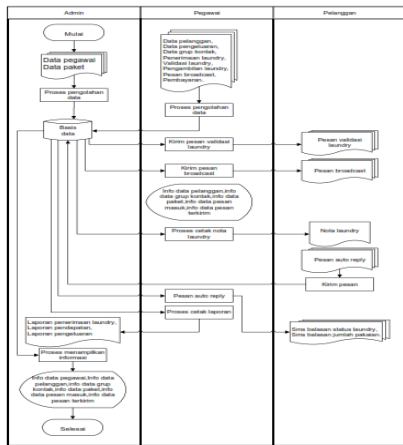 Admin
Pegawai
Pelanggan
Mulai
Data pegawai
Data paket
Proses pengolahan
data
Basis
data
Data pelanggan,
Data pengeluaran,
Data grup kontak,
Penerimaan laundry,
Validasi laundry,
Pengambilan laundry,
Pesan broadcast.
Pembayaran.
Proses pengolahan
data
Kirim pesan validasi
laundry
Pesan validasi
laundry
Kirim pesan
broadcast
Pesan broadcast
Info data pelanggan,info
data grup kontak,info data
paket,info data pesan
masuk,info data pesan
terkirim
Proses cetak nota
laundry
Nota laundry
Pesan auto reply
Kirim pesan
Pesan auto reply
Proses cetak laporan
Laporan penerimaan laundry,
Laporan pendapatan,
Laporan pengeluaran
Sms balasan status laundry,
Sms balasan jumlah pakaian.
Proses menampilkan
informasi
Info data pegawai,Info data
pelanggan,info data grup
kontak,info data paket,info
data pesan masuk,info data
pesan terkirim
Selesai